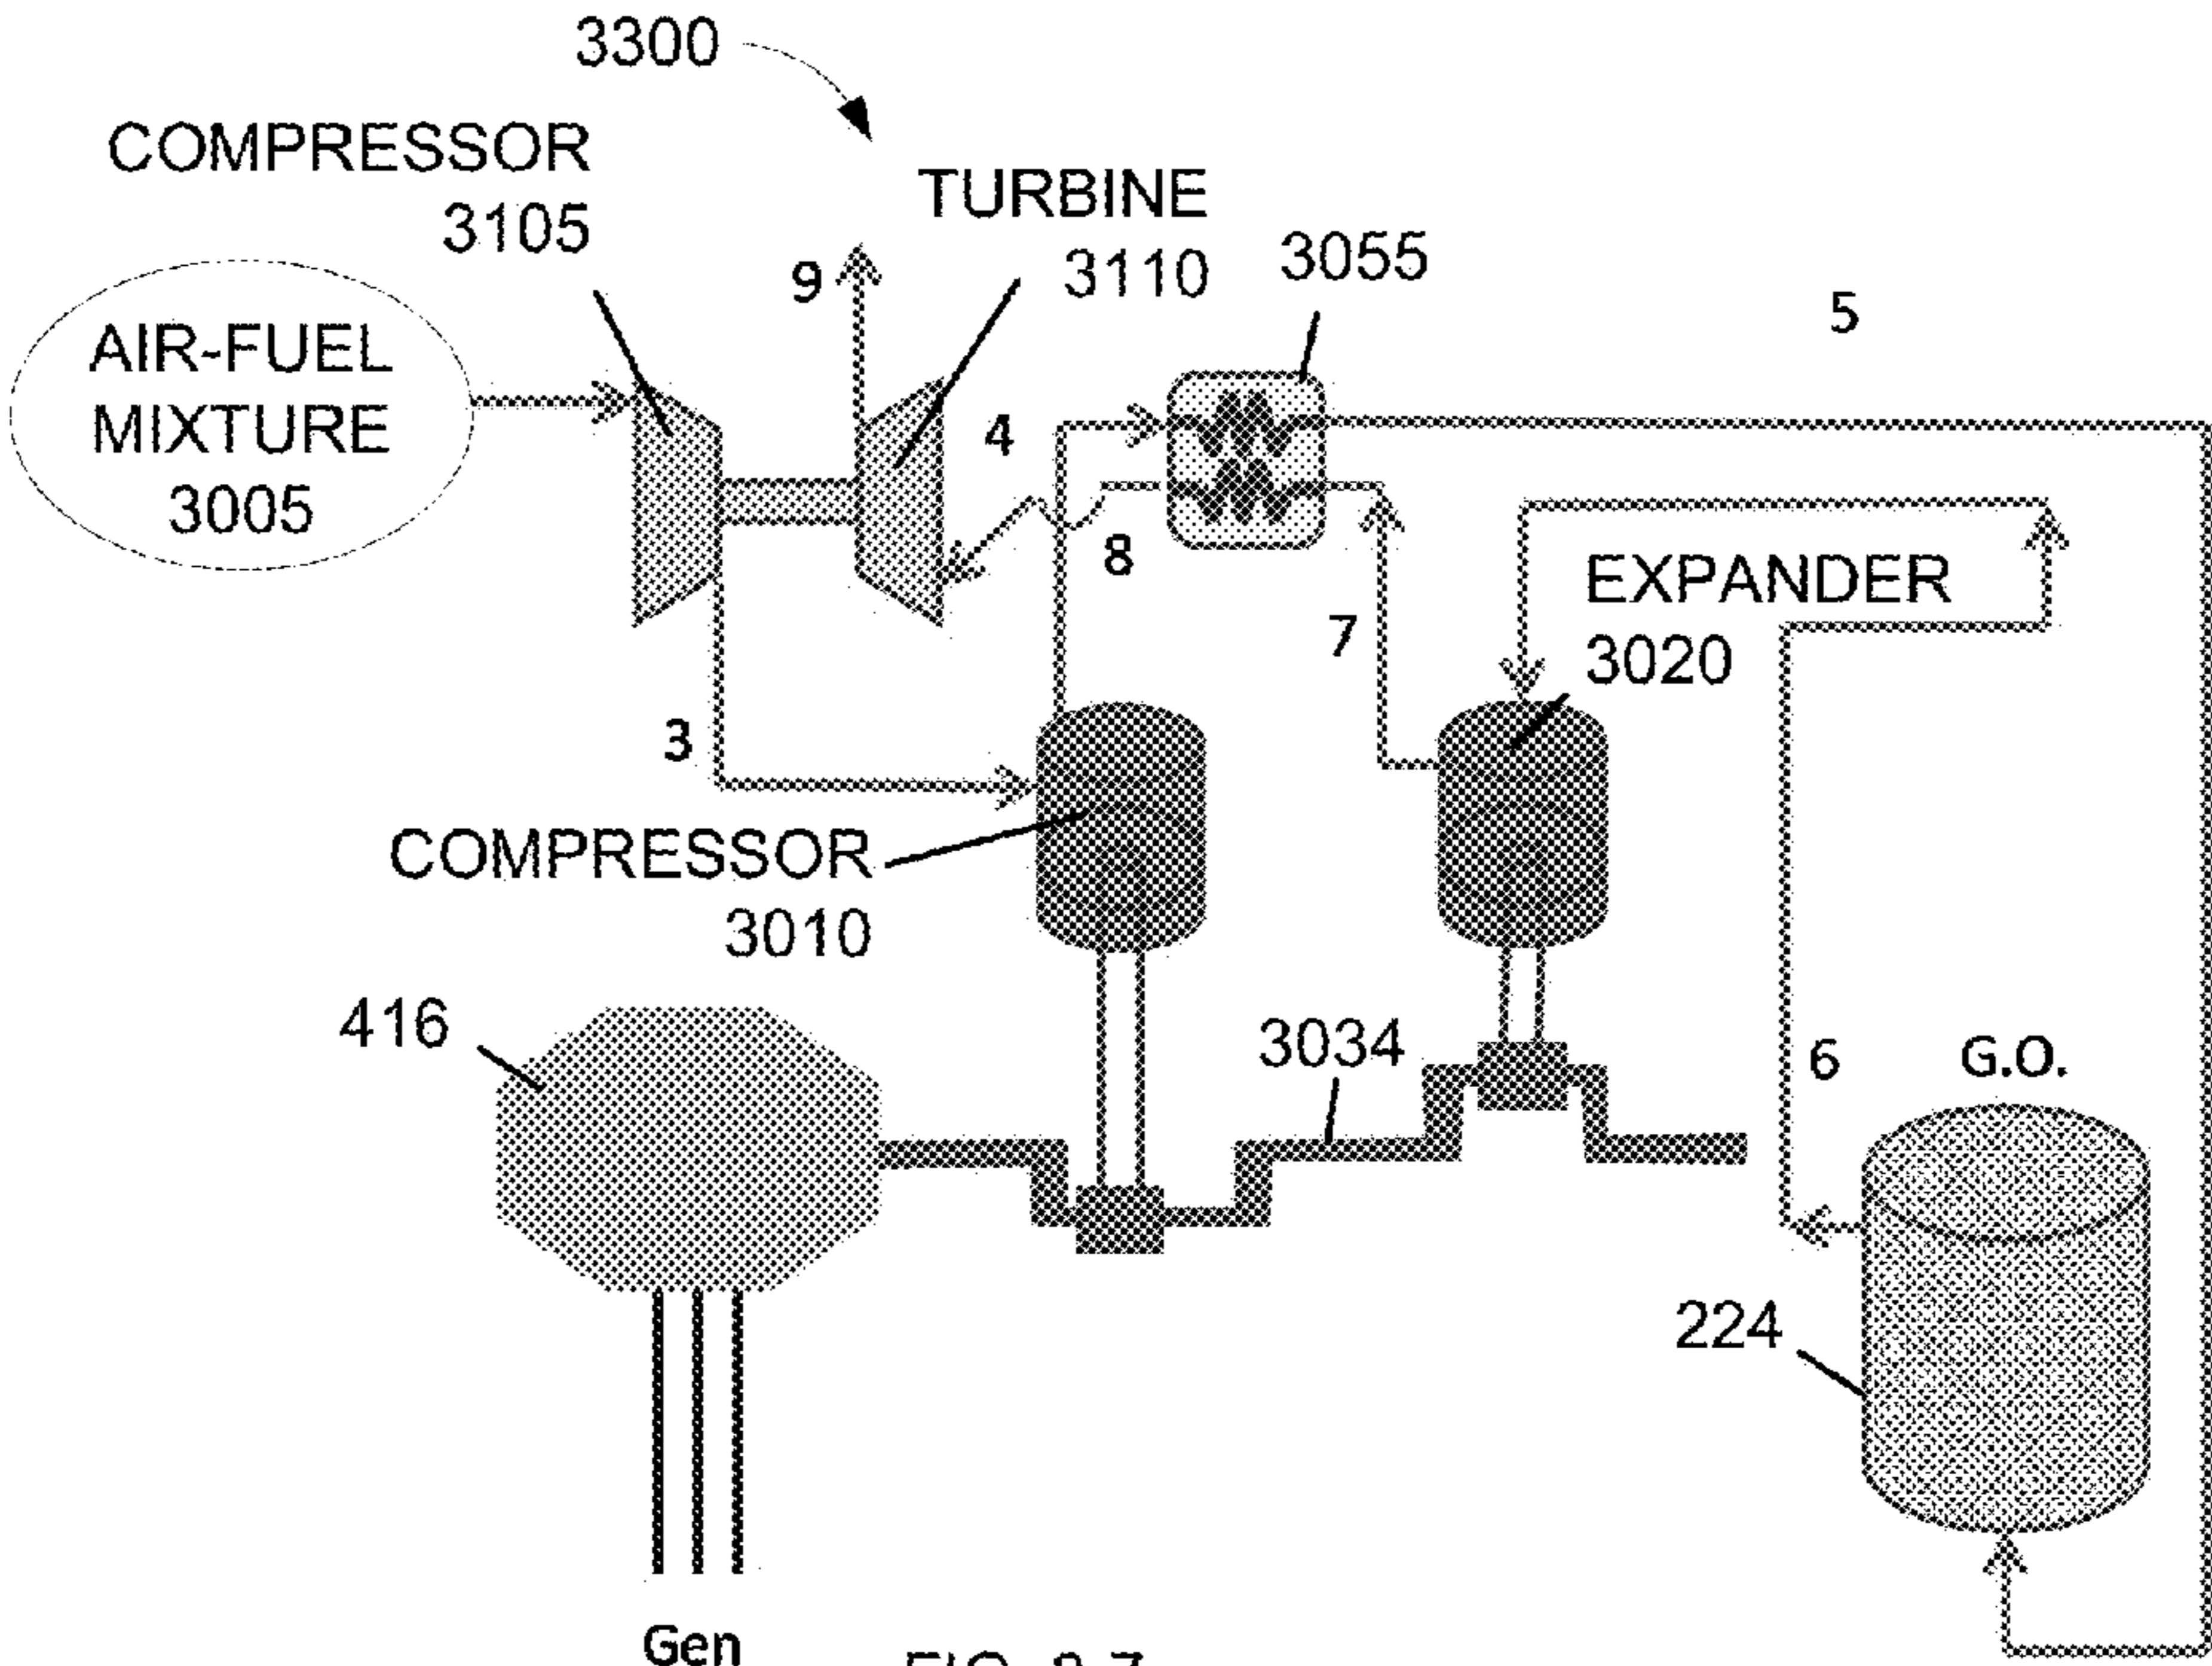 3300
COMPRESSOR
3105
TURBINE
3110
3055
9
5
AIR-FUEL
MIXTURE
3005
4
8
EXPANDER
3020
7
3
COMPRESSOR
3010
416
3034
6
G.O.
224
Gen